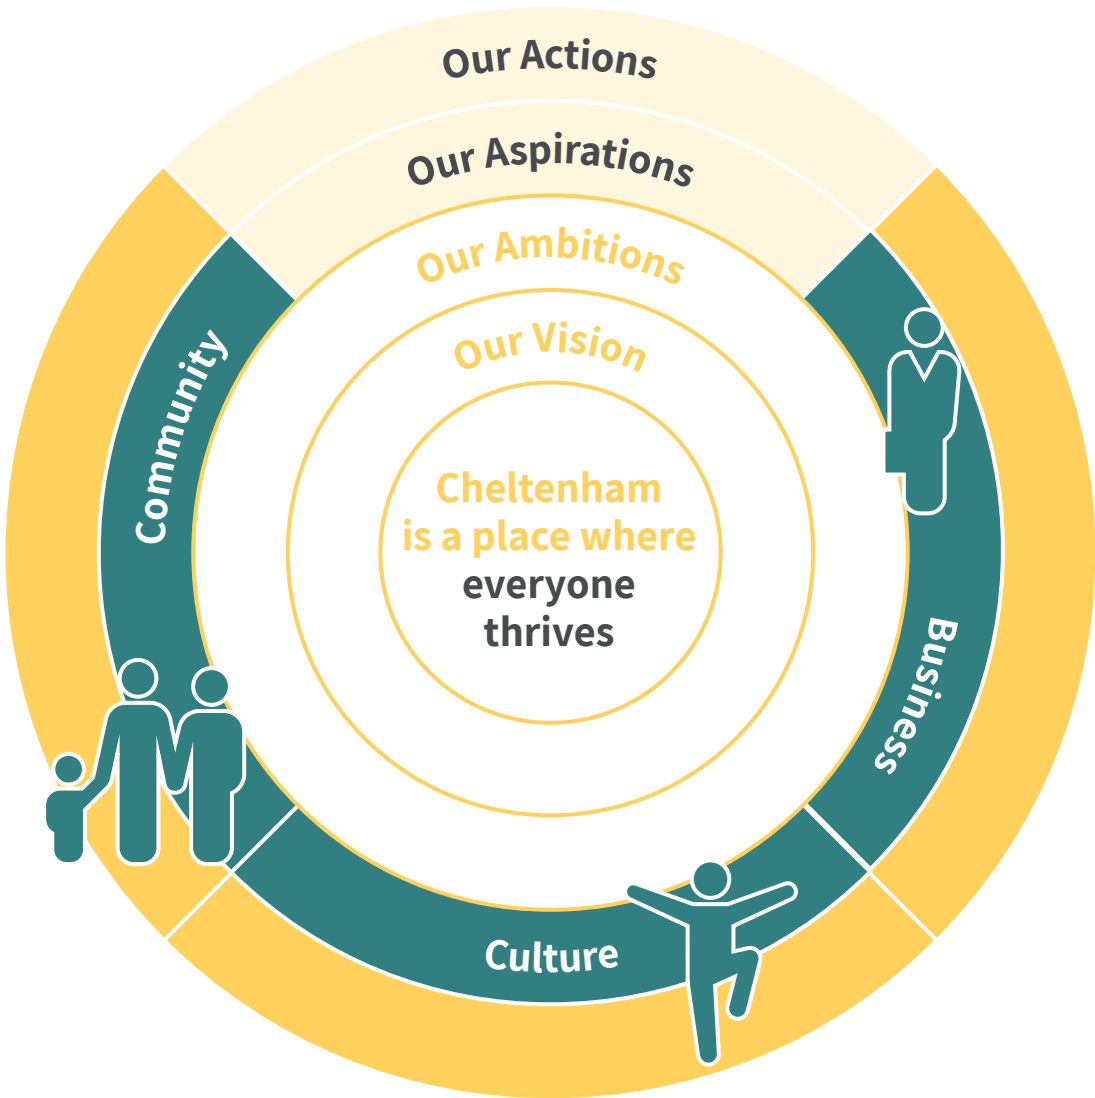 Our Actions
Our Aspirations
Our Ambitions
Our Vision
Cheltenham
is a place where
everyone
thrives
Community
Business
Culture